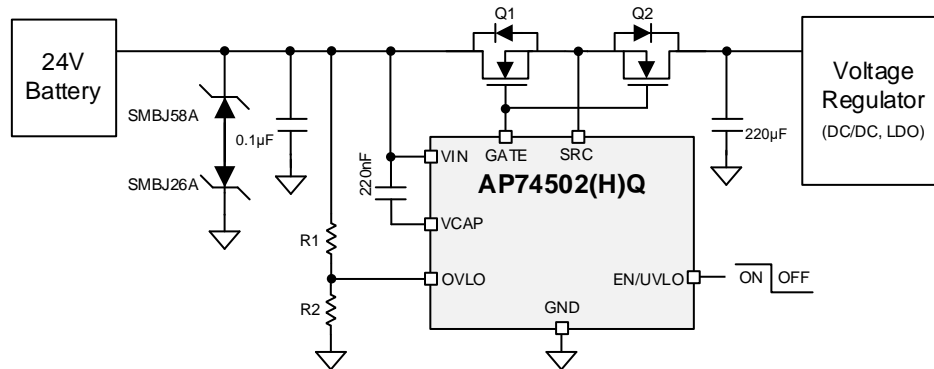 Q1
Q2
24V
Battery
SMBJ58A
0.1µF
SMBJ26A
220nF
R1
R2
GATE
SRC
VIN
AP74502(H)Q
VCAP
OVLO
EN/UVLO
GND
ON OFF
220µF
Voltage
Regulator
(DC/DC, LDO)